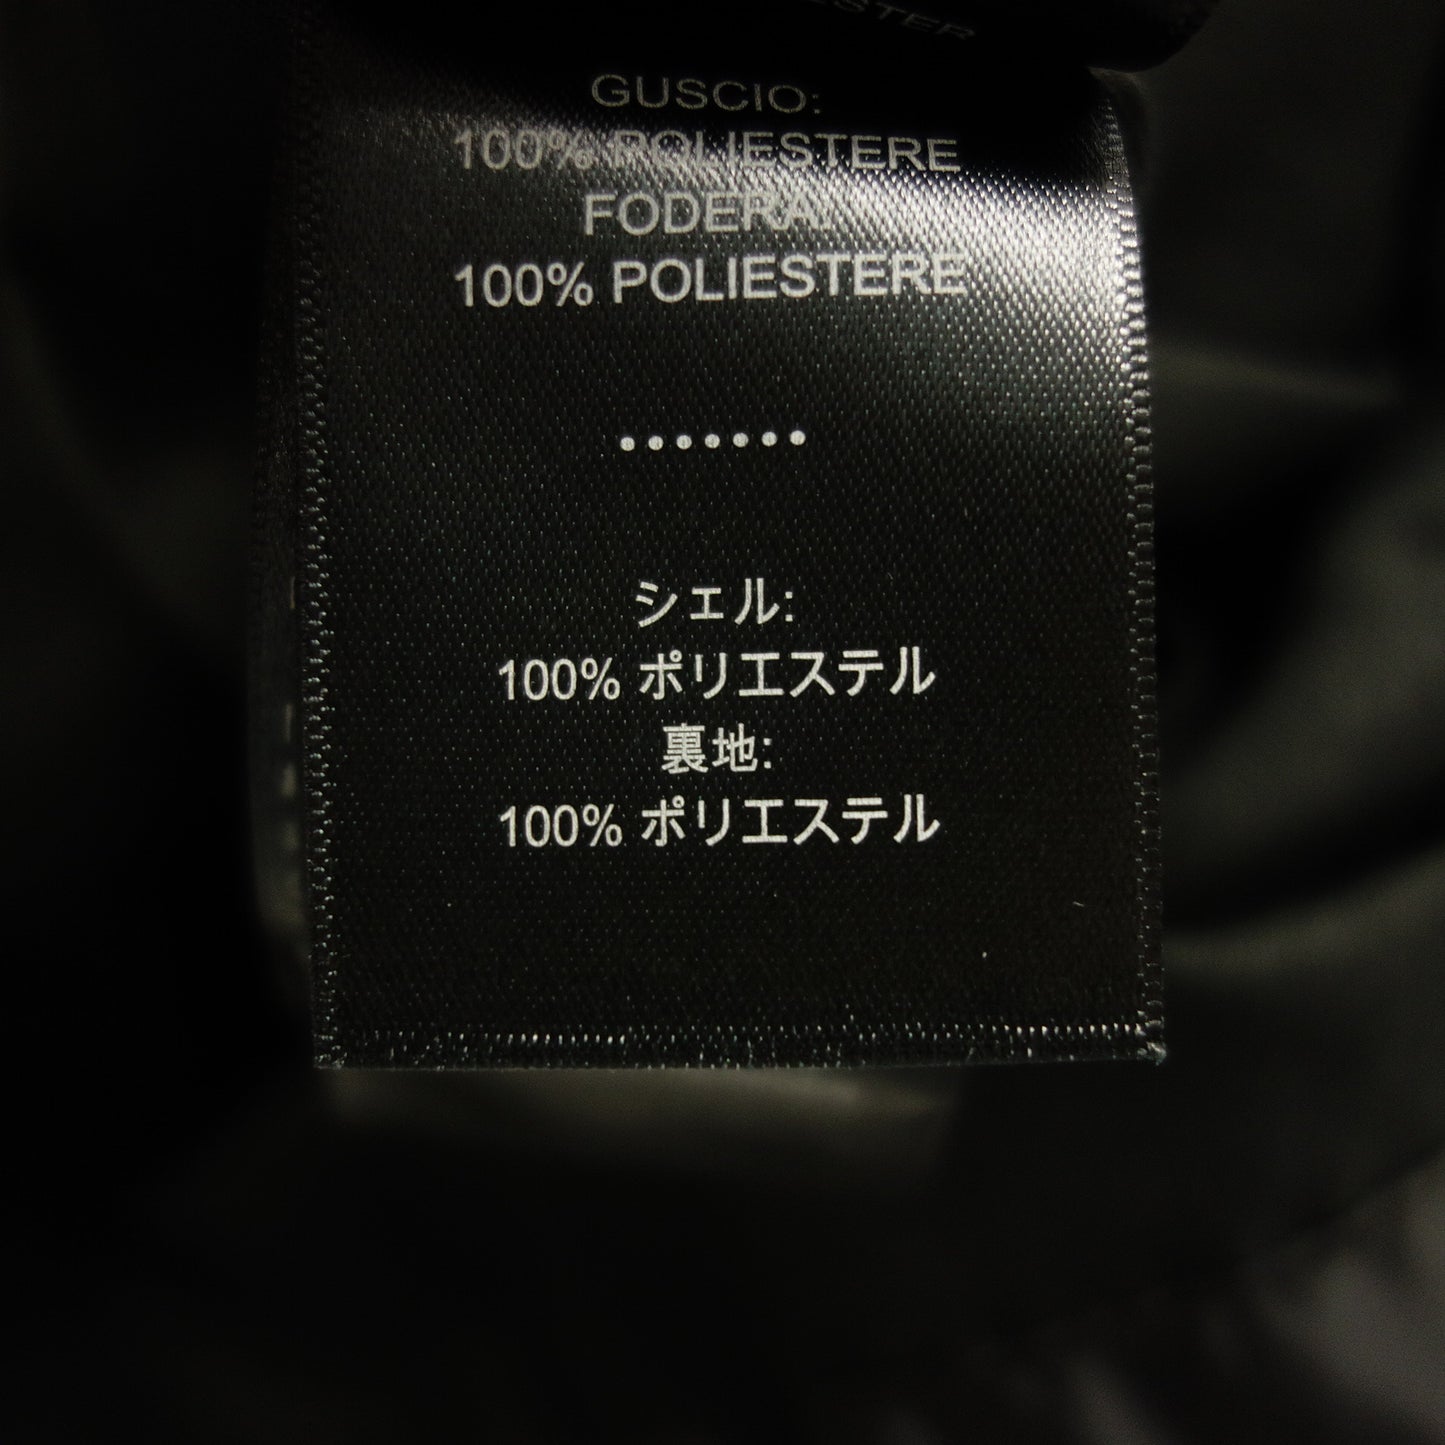 GUSCIO:
100% POLIESTERE
FODERA:
100% POLIESTERE
.......
シェル:
100% ポリエステル
裏地:
100% ポリエステル